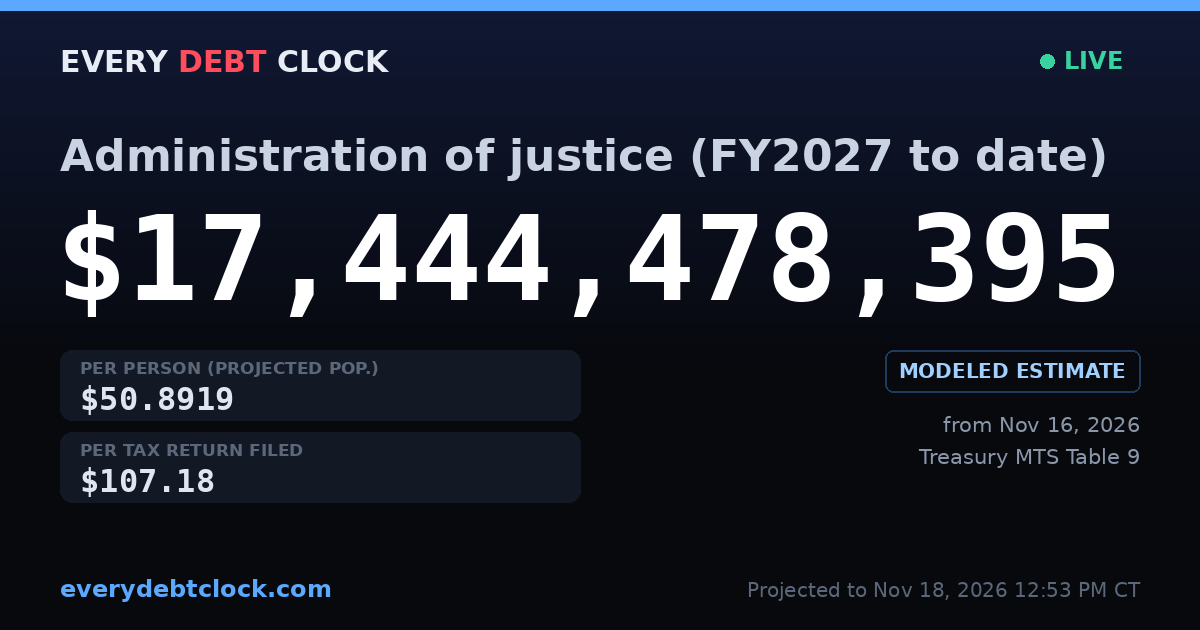 EVERY DEBT CLOCK
LIVE
Administration of justice (FY2027 to date)
$17,444,478,395
PER PERSON (PROJECTED POP.)
$50.8919
MODELED ESTIMATE
from Nov 16, 2026
Treasury MTS Table 9
PER TAX RETURN FILED
$107.18
everydebtclock.com
Projected to Nov 18, 2026 12:53 PM CT